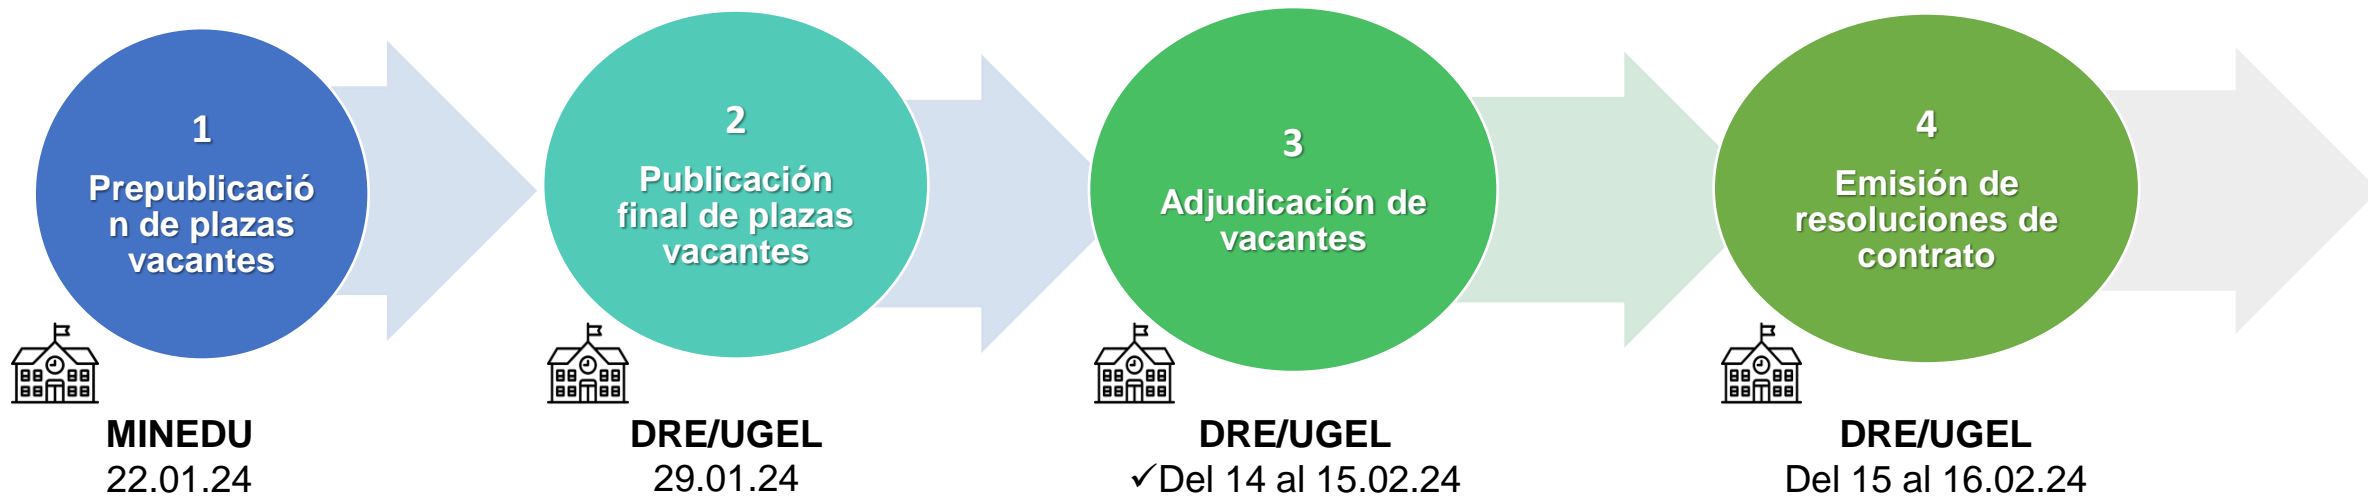 1
Prepublicació
n de plazas
vacantes
MINEDU
22.01.24
2
Publicación
final de plazas
vacantes
DRE/UGEL
29.01.24
3
Adjudicación de
vacantes
DRE/UGEL
✓Del 14 al 15.02.24
4
Emisión de
resoluciones de
contrato
DRE/UGEL
Del 15 al 16.02.24